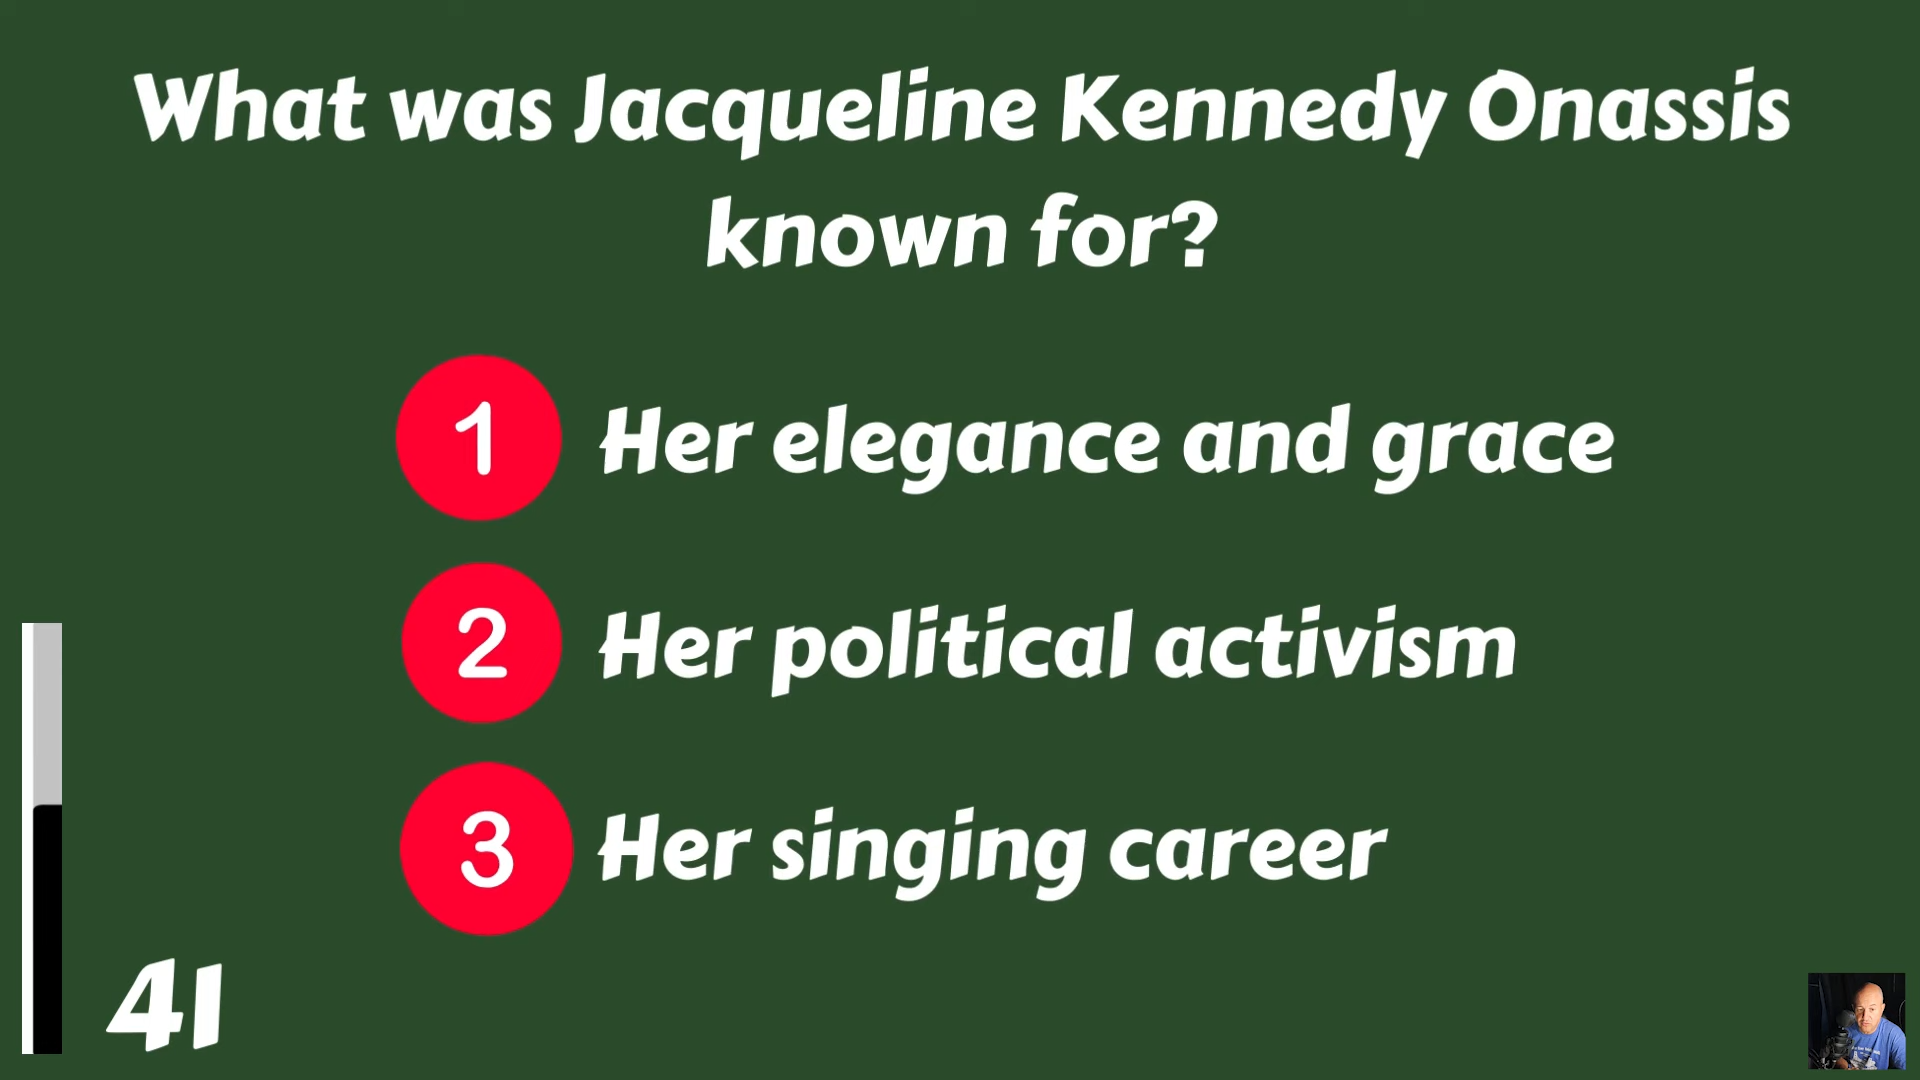 What was Jacqueline Kennedy Onassis
known for?
1 Her elegance and grace
2 Her political activism
3 Her singing career
41